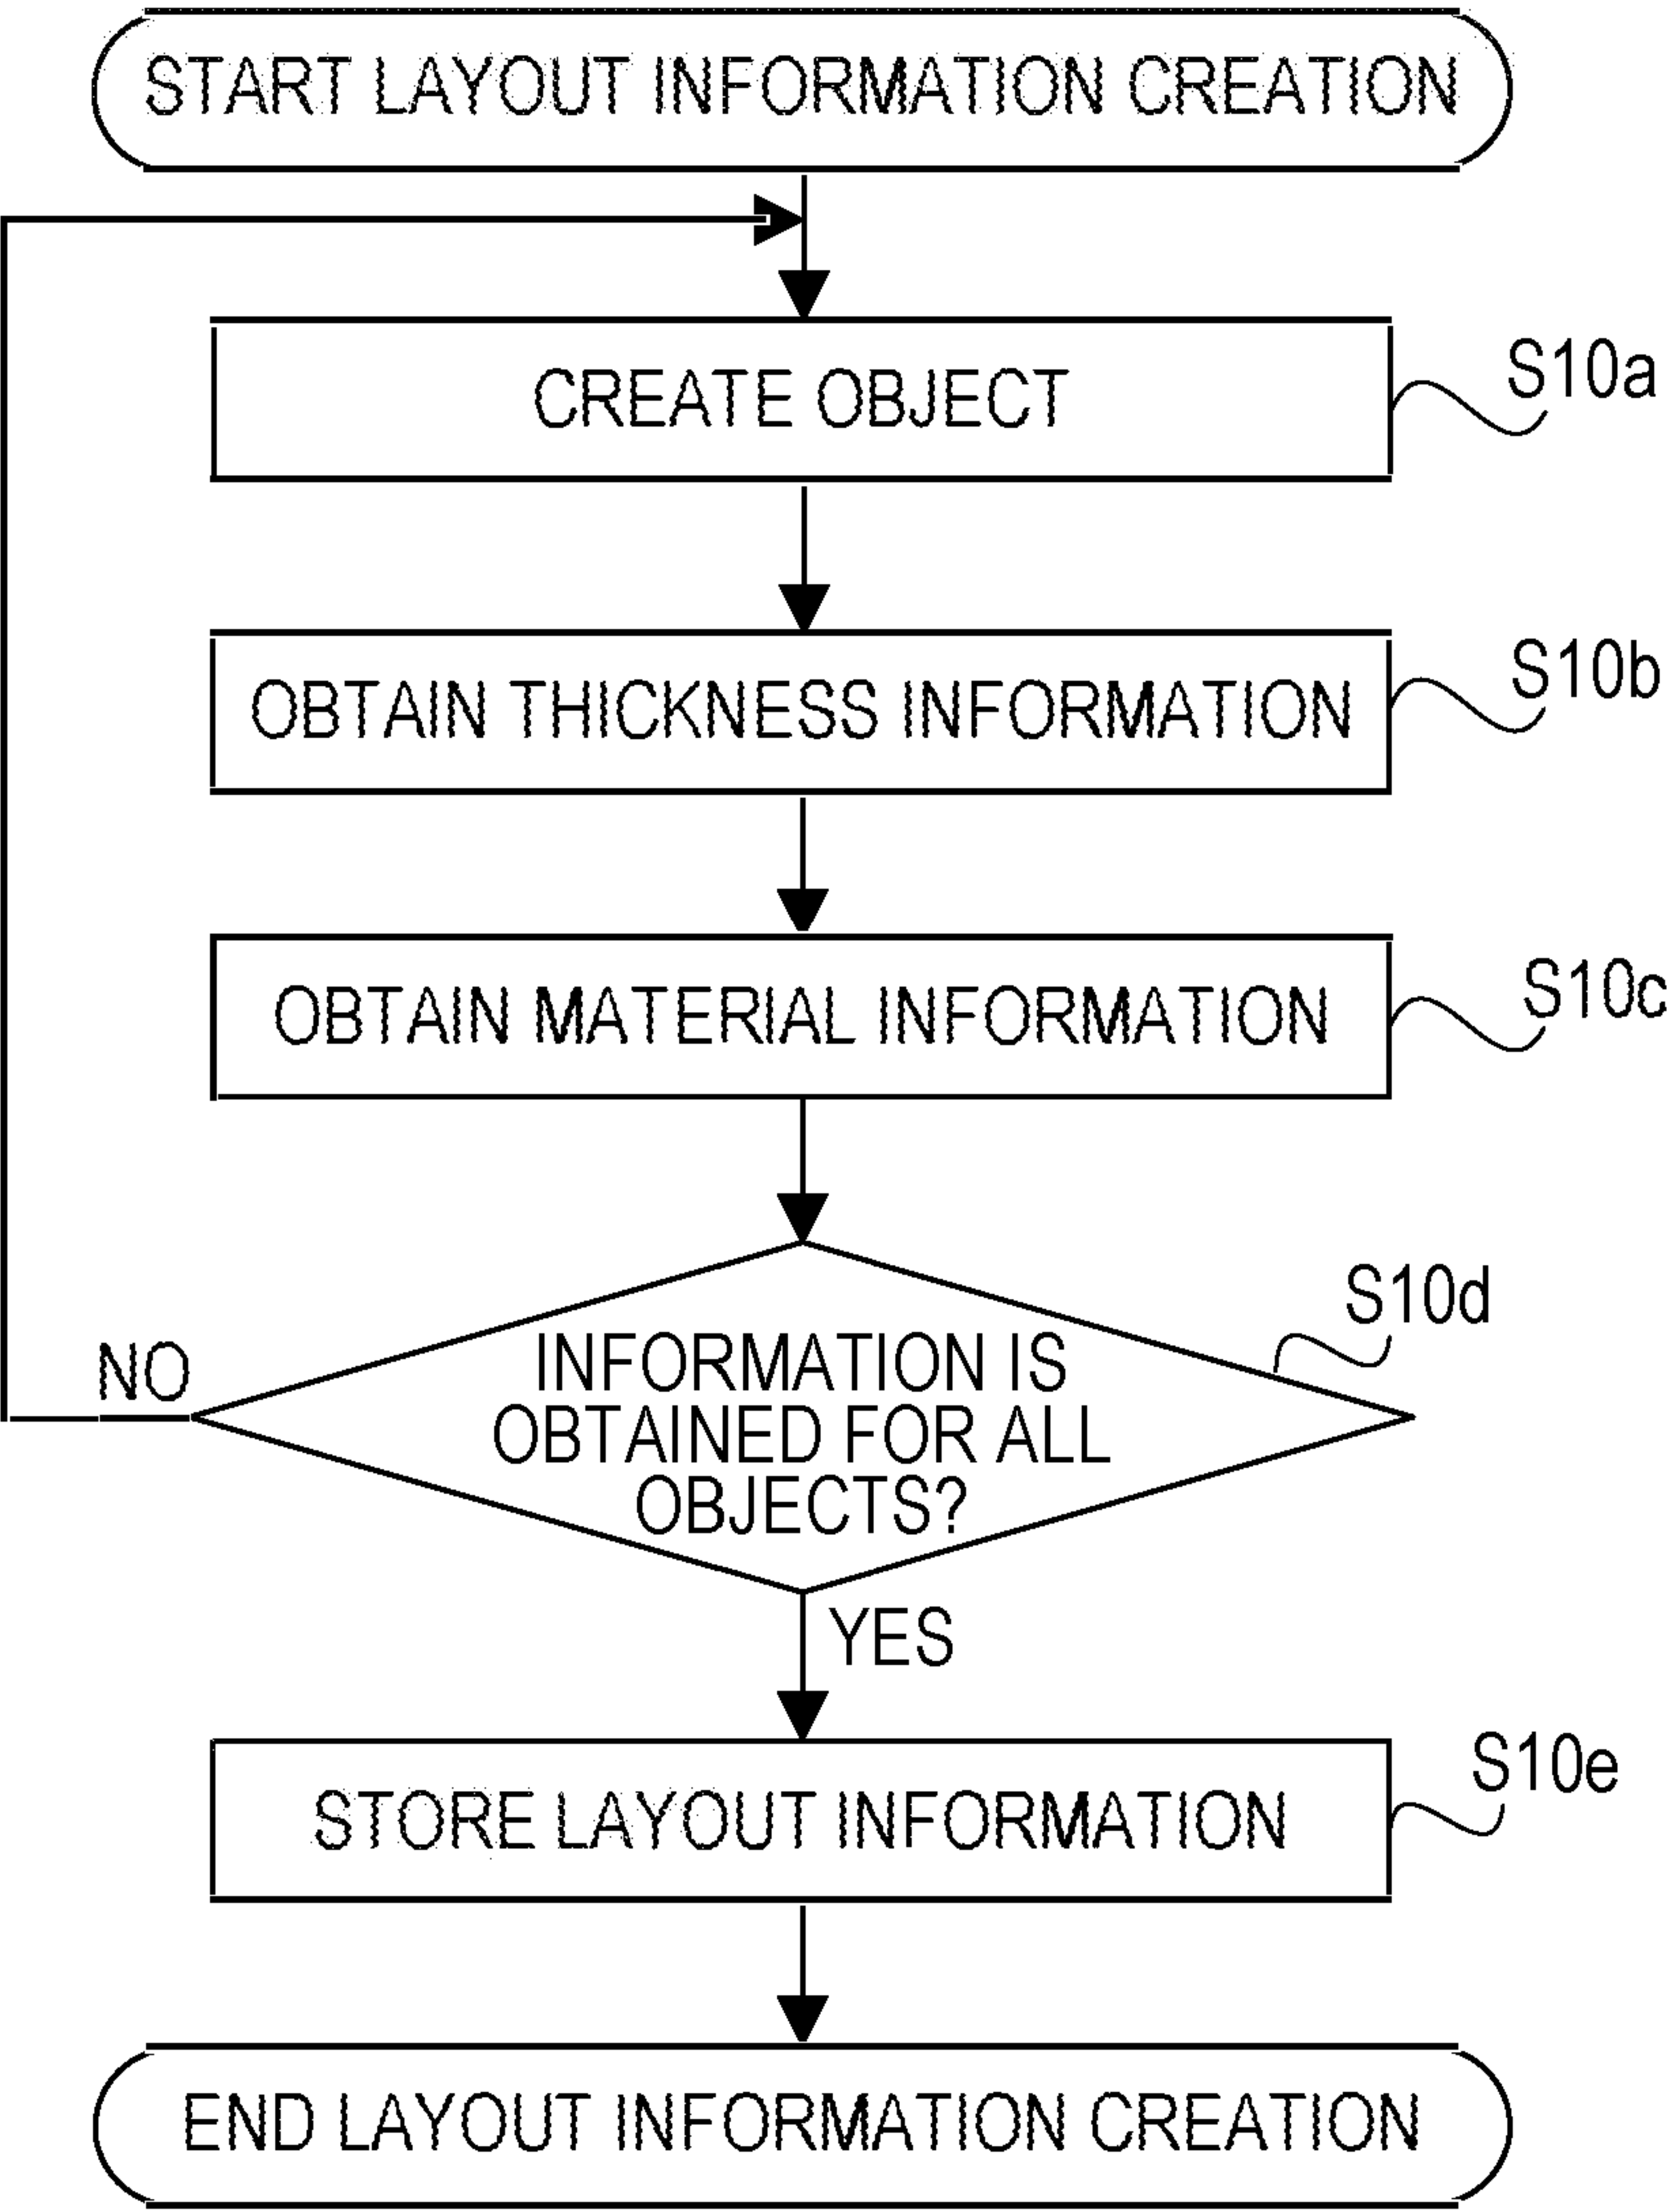 START LAYOUT INFORMATION CREATION
CREATE OBJECT
S10a
OBTAIN THICKNESS INFORMATION
S10b
OBTAIN MATERIAL INFORMATION
S10c
S10d
NO
INFORMATION IS
OBTAINED FOR ALL
OBJECTS?
YES
STORE LAYOUT INFORMATION
S10e
END LAYOUT INFORMATION CREATION